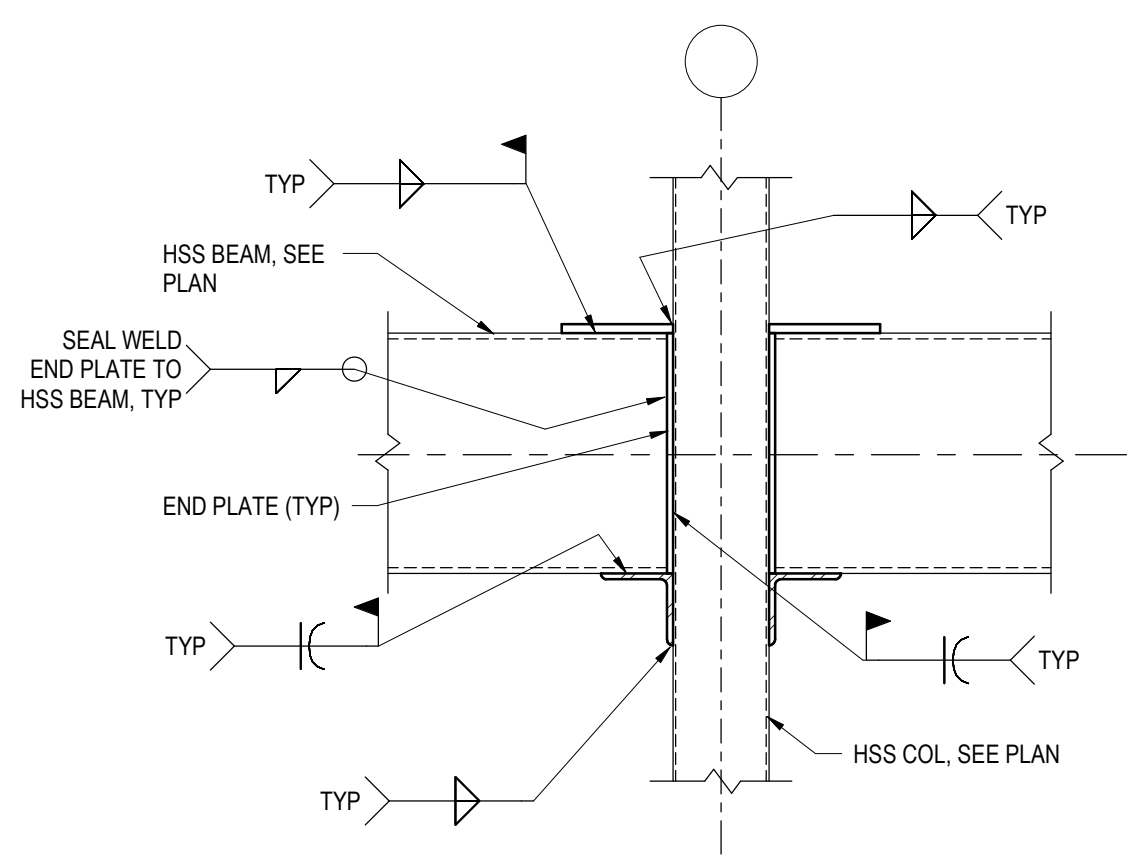 TYP
TYP
HSS BEAM, SEE
PLAN
SEAL WELD
END PLATE TO
HSS BEAM, TYP
END PLATE (TYP)
TYP
TYP
HSS COL, SEE PLAN
TYP